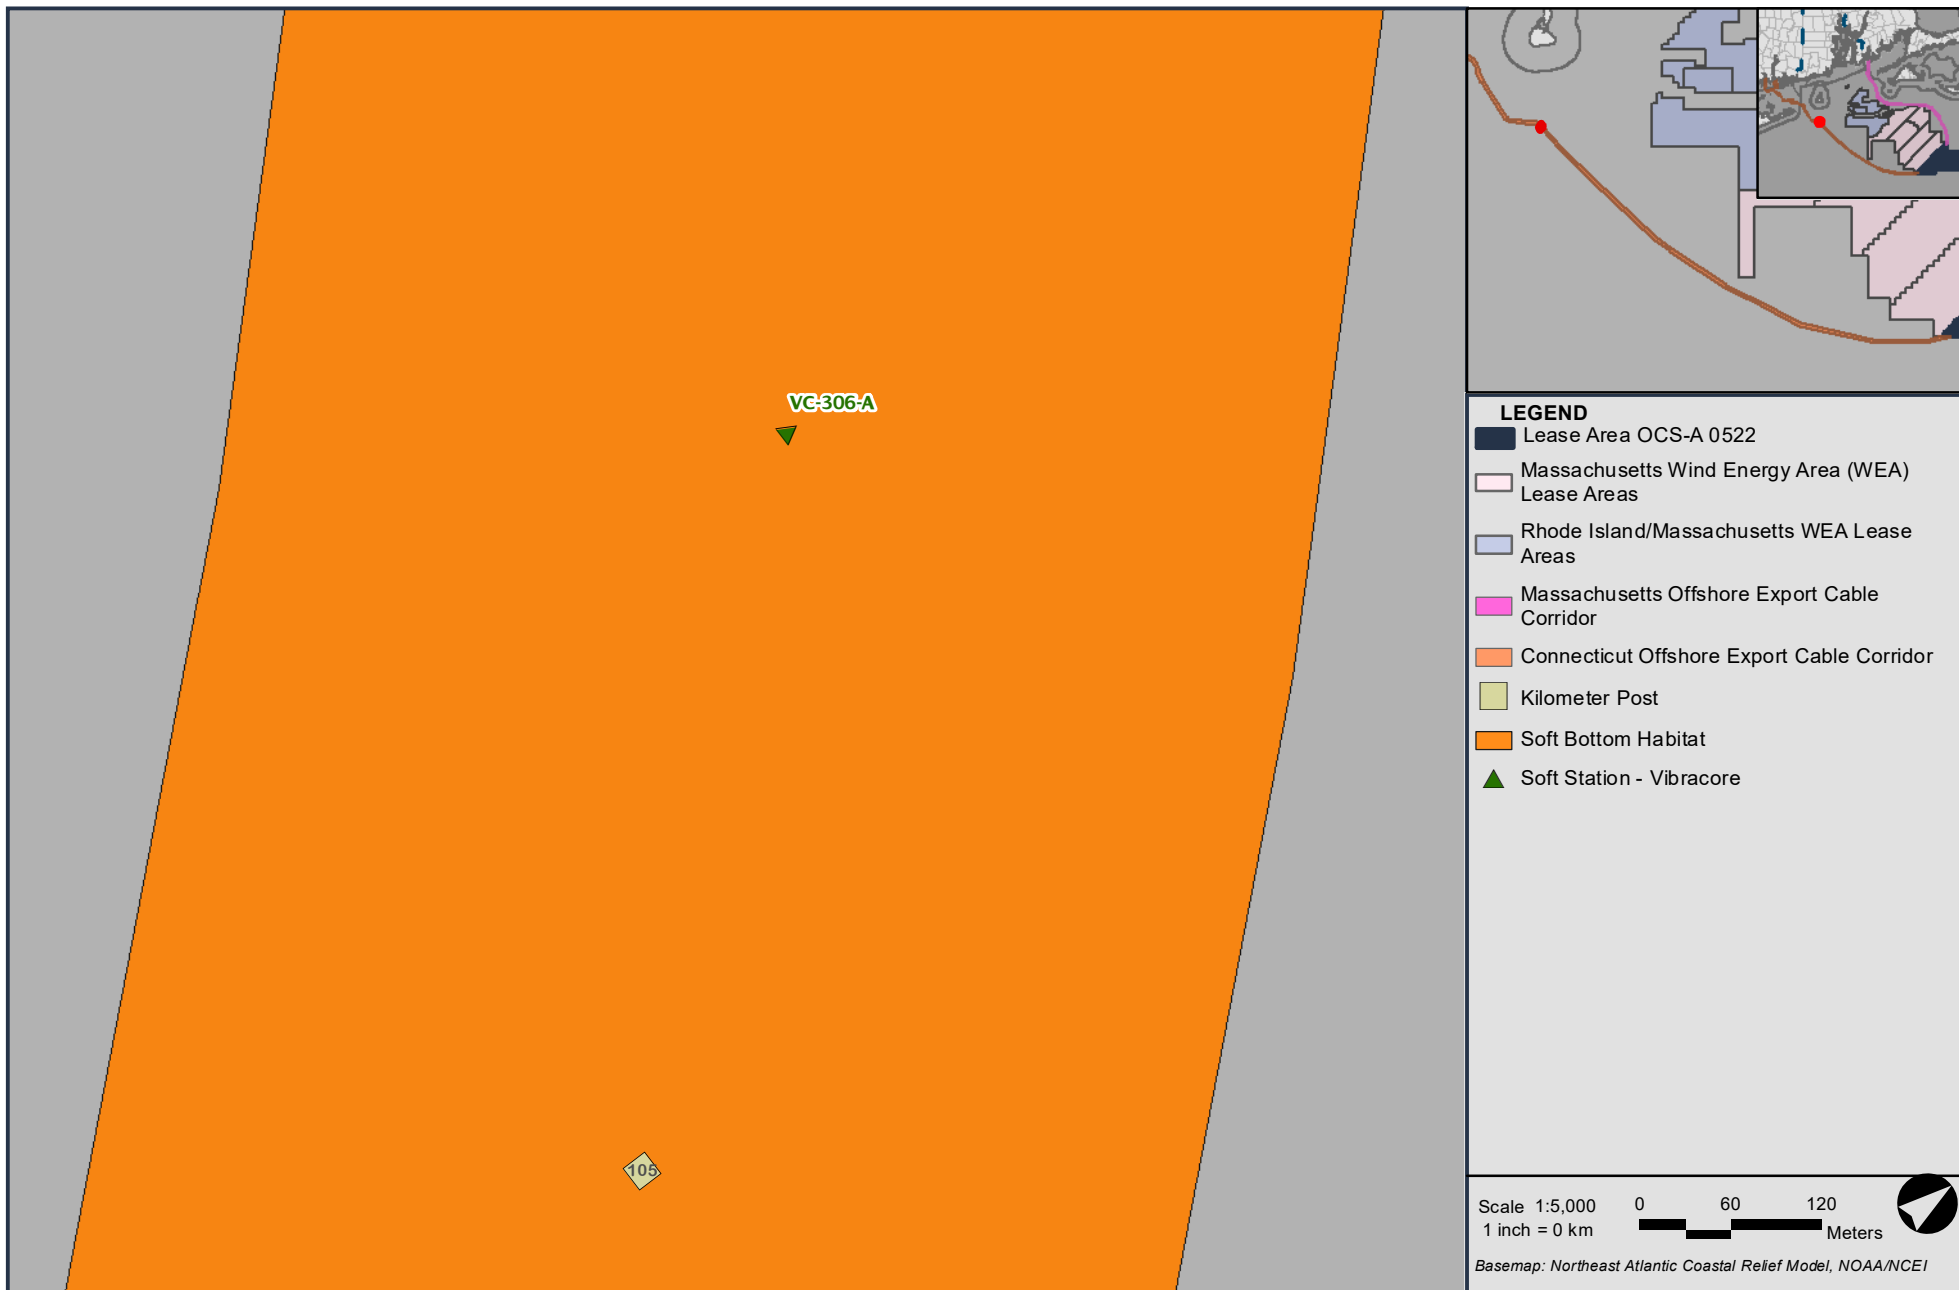 VC-306-A
105
LEGEND
Lease Area OCS-A 0522
Massachusetts Wind Energy Area (WEA)
Lease Areas
Rhode Island/Massachusetts WEA Lease
Areas
Massachusetts Offshore Export Cable
Corridor
Connecticut Offshore Export Cable Corridor
Kilometer Post
Soft Bottom Habitat
Soft Station - Vibracore
Scale 1:5,000
1 inch = 0 km
0 60 120
Meters
Basemap: Northeast Atlantic Coastal Relief Model, NOAA/NCEI